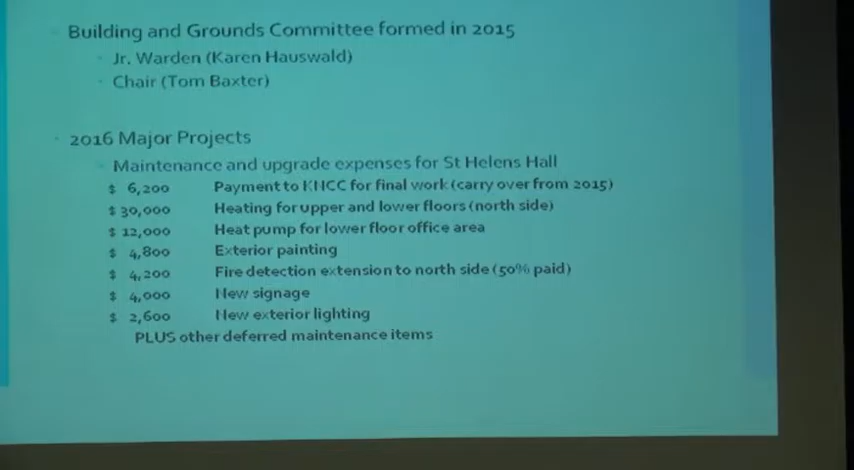 Building and Grounds Committee formed in 2015
Jr. Warden (Karen Hauswald)
Chair (Tom Baxter)
2016 Major Projects
Maintenance and upgrade expenses for St Helens Hall
$ 6,200 Payment to KNCC for final work (carry over from 2015)
$ 30,000 Heating for upper and lower floors (north side)
$ 12,000 Heat pump for lower floor office area
$ 4,800 Exterior painting
$ 4,200 Fire detection extension to north side (50% paid)
$ 4,000 New signage
$ 2,600 New exterior lighting
PLUS other deferred maintenance items